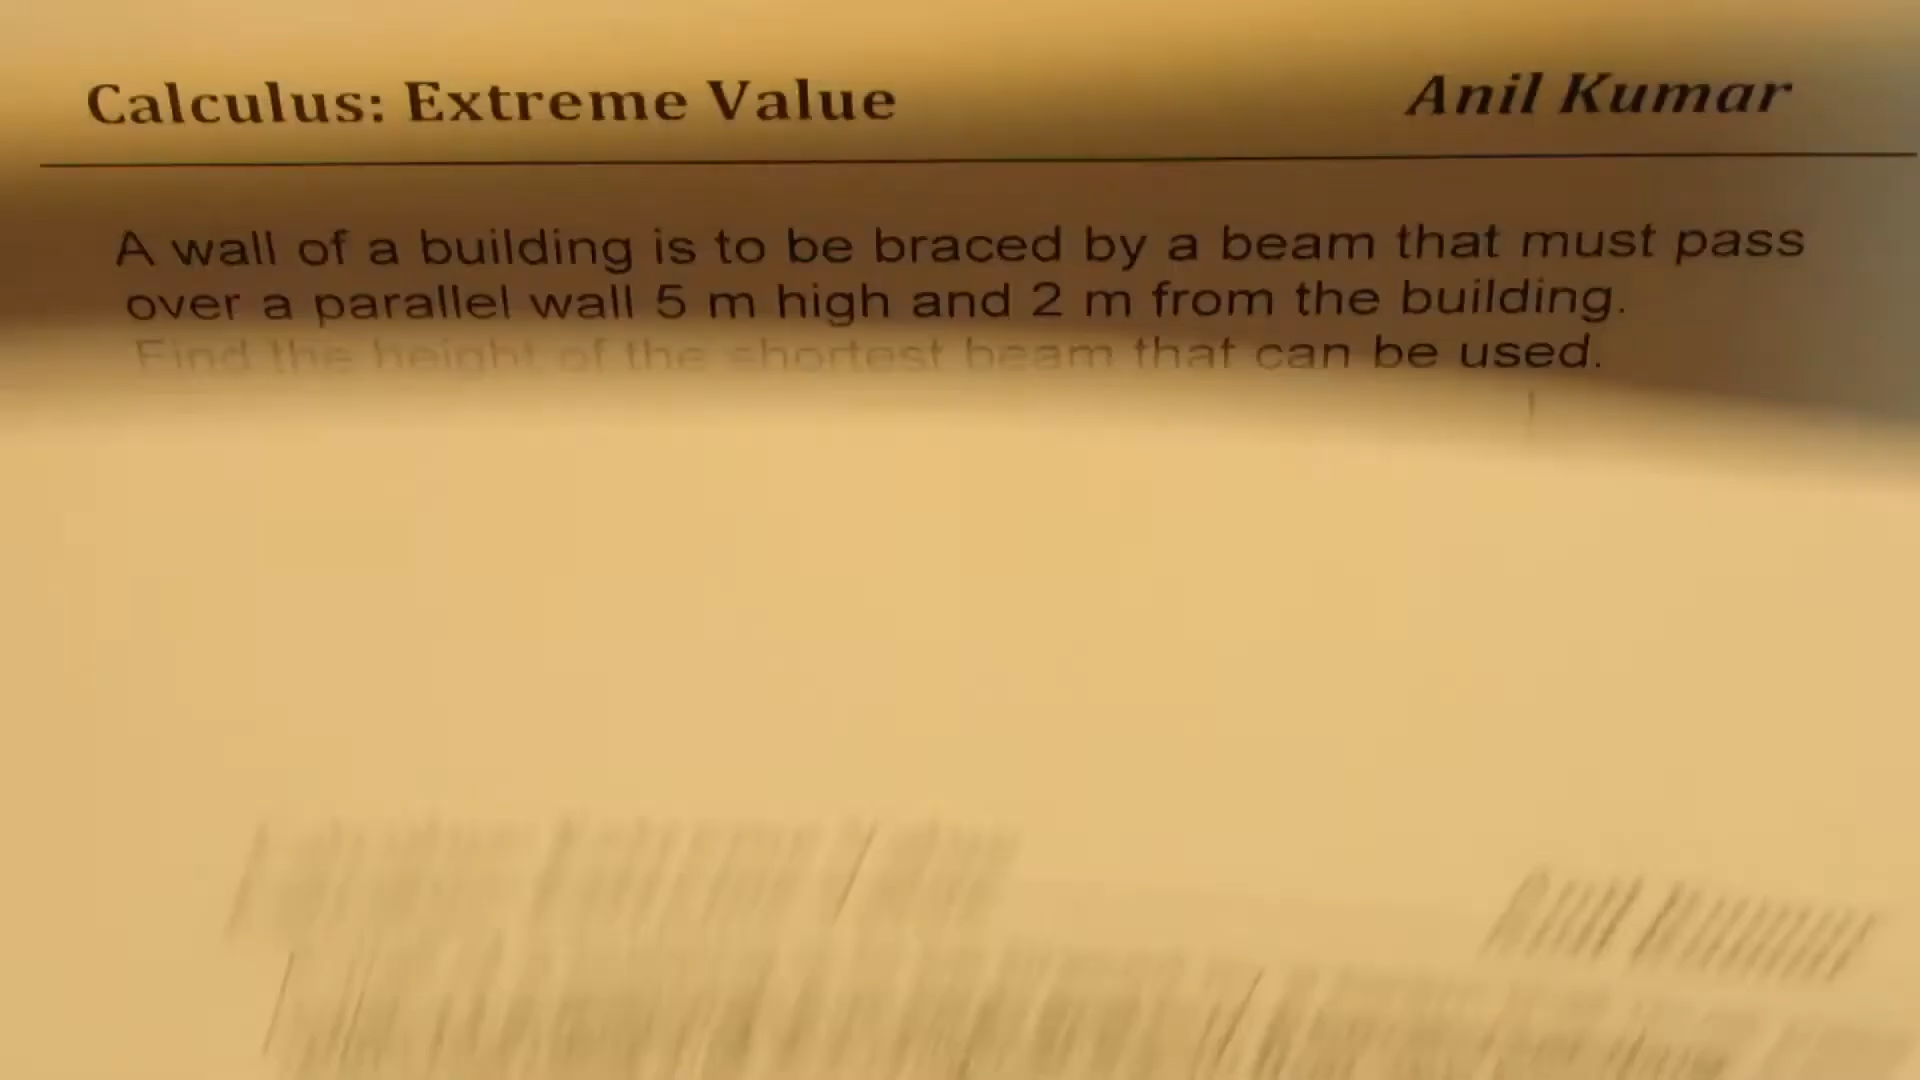 Calculus: Extreme Value
Anil Kumar
A wall of a building is to be braced by a beam that must pass
over a parallel wall 5 m high and 2 m from the building.
Find the height of the shortest beam that can be used.